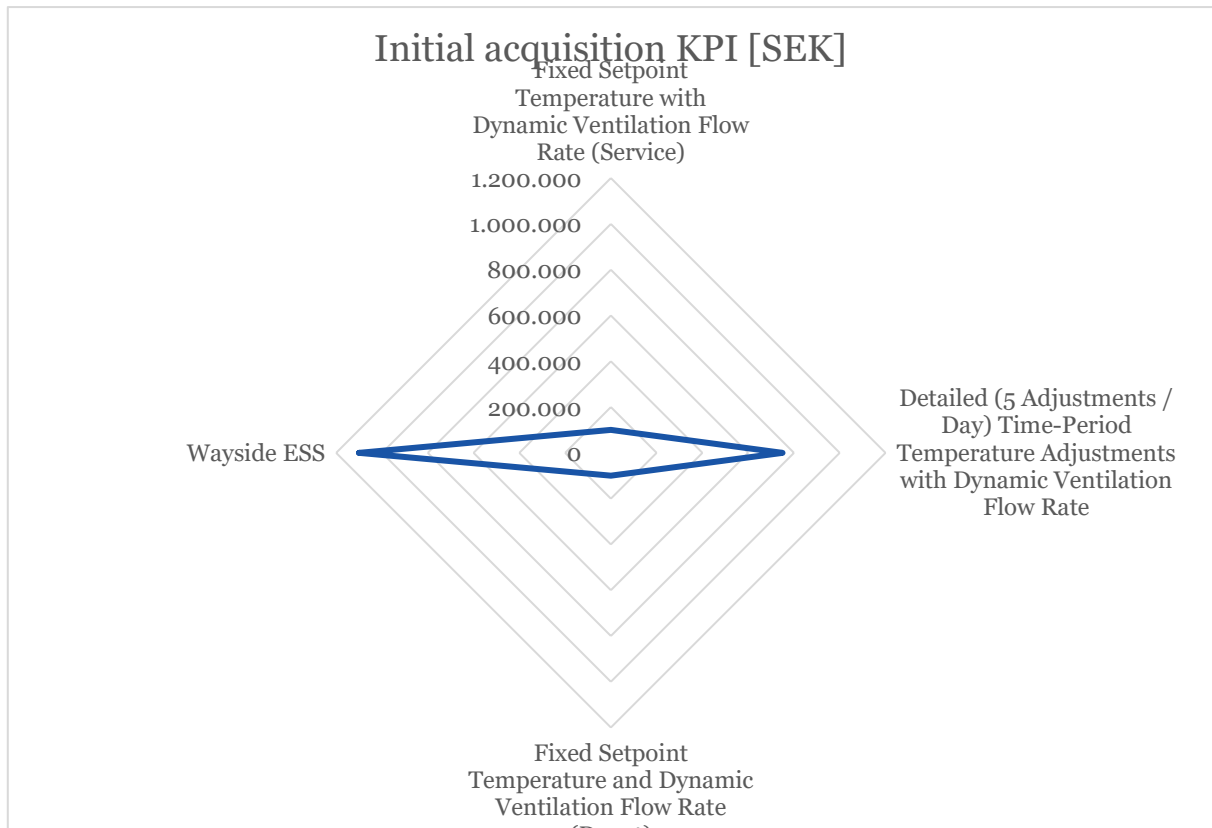 Initial acquisition KPI [SEK]
Fixed Setpoint
Temperature with
Dynamic Ventilation Flow
Rate (Service)
1.200.000
1.000.000
800.000
600.000
400.000
200.000
0
Detailed (5 Adjustments /
Day) Time-Period
Temperature Adjustments
with Dynamic Ventilation
Flow Rate
Wayside ESS
Fixed Setpoint
Temperature and Dynamic
Ventilation Flow Rate